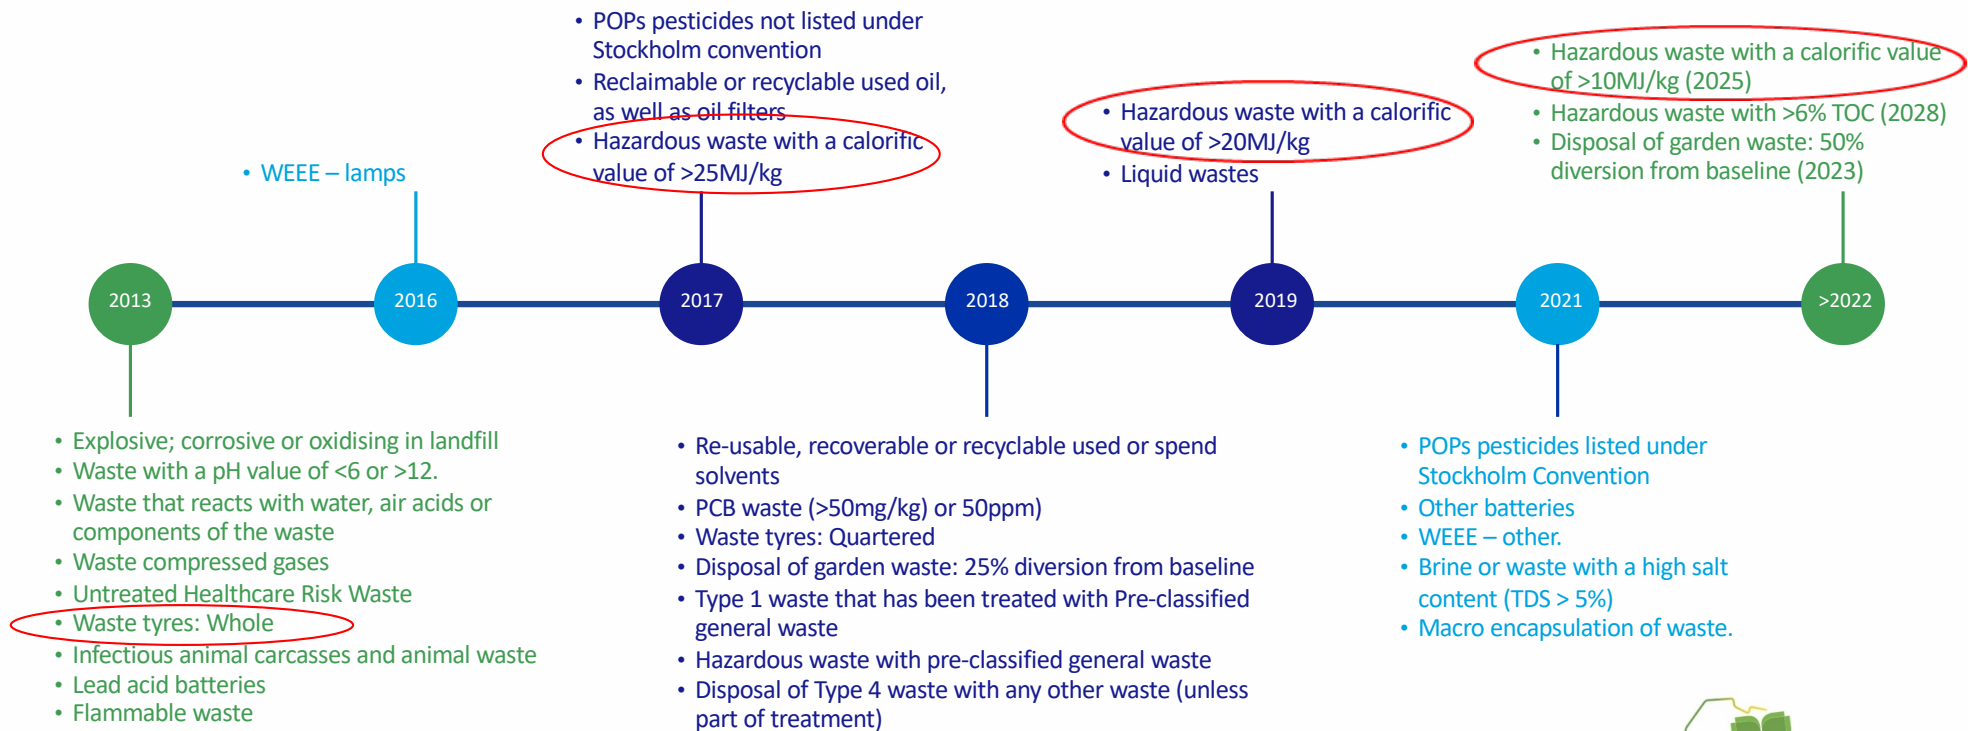 • POPs pesticides not listed under
Stockholm convention
• Reclaimable or recyclable used oil,
as well as oil filters
• Hazardous waste with a calorific
value of >25MJ/kg
• Hazardous waste with a calorific value
of >10MJ/kg (2025)
• Hazardous waste with >6% TOC (2028)
• Disposal of garden waste: 50%
diversion from baseline (2023)
• Hazardous waste with a calorific
value of >20MJ/kg
• Liquid wastes
• WEEE – lamps
2013
2016
2017
2018
2019
2021
>2022
• Explosive; corrosive or oxidising in landfill
• Waste with a pH value of <6 or >12.
• Waste that reacts with water, air acids or
components of the waste
• Waste compressed gases
• Untreated Healthcare Risk Waste
• Waste tyres: Whole
• Infectious animal carcasses and animal waste
• Lead acid batteries
• Flammable waste
• Re-usable, recoverable or recyclable used or spend
solvents
• PCB waste (>50mg/kg) or 50ppm)
• Waste tyres: Quartered
• Disposal of garden waste: 25% diversion from baseline
• Type 1 waste that has been treated with Pre-classified
general waste
• Hazardous waste with pre-classified general waste
• Disposal of Type 4 waste with any other waste (unless
part of treatment)
• POPs pesticides listed under
Stockholm Convention
• Other batteries
• WEEE – other.
• Brine or waste with a high salt
content (TDS > 5%)
• Macro encapsulation of waste.